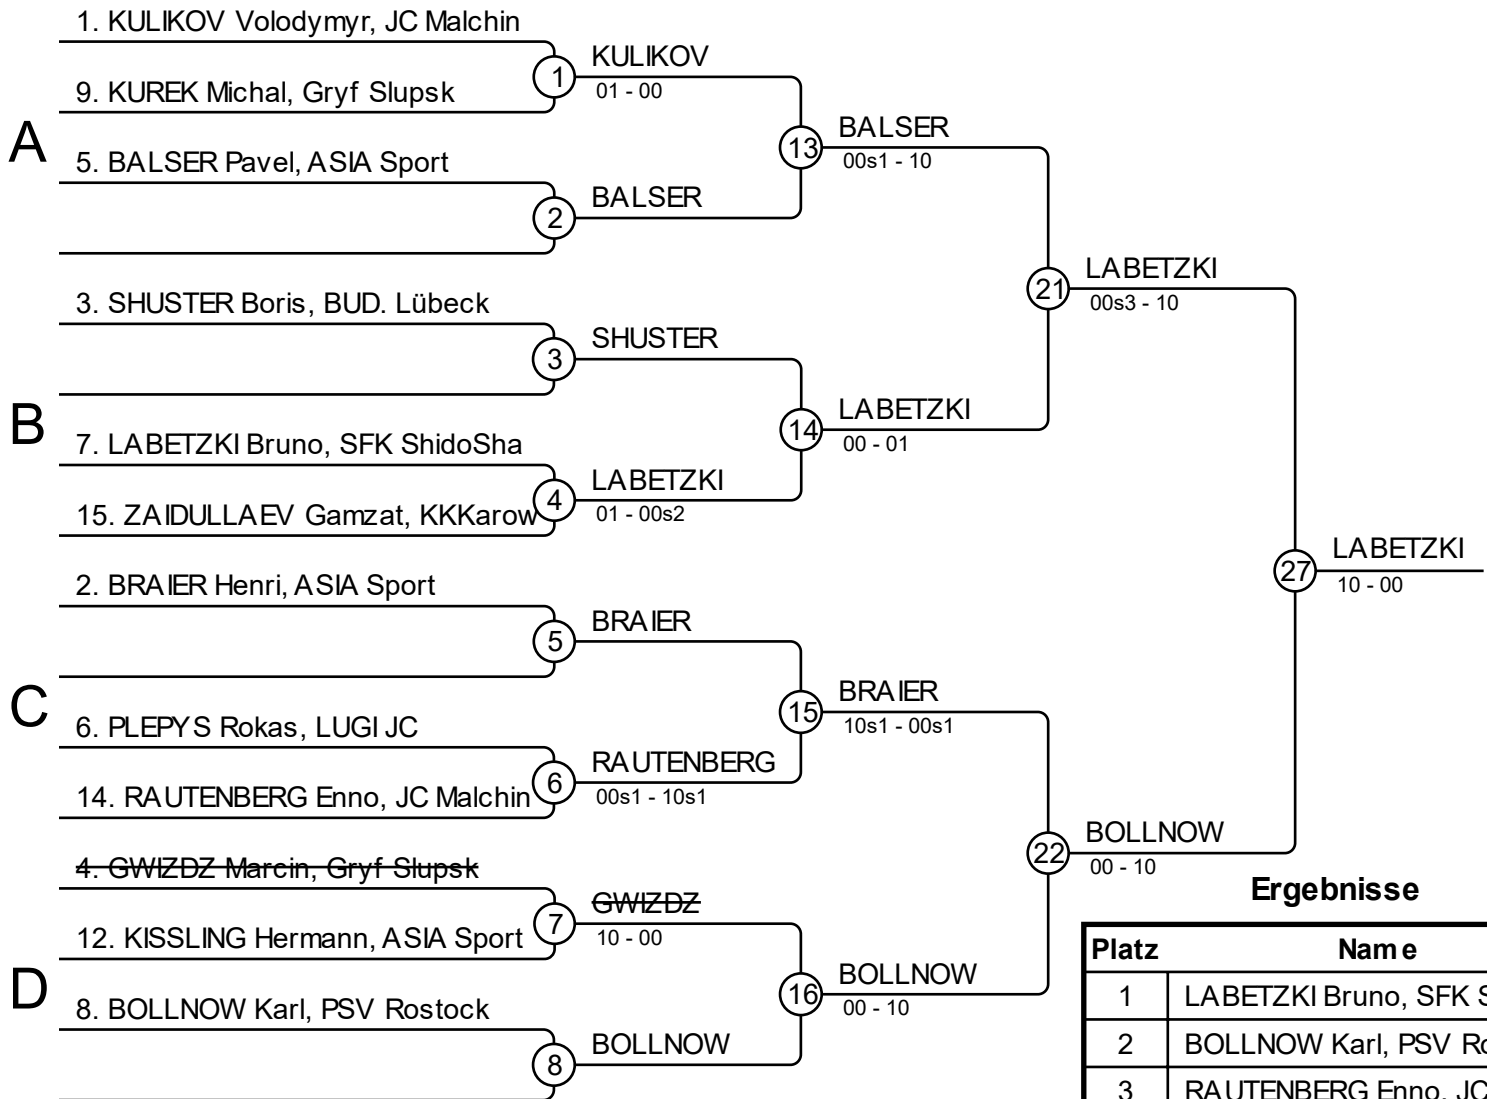 1. KULIKOV Volodymyr, JC Malchin
KULIKOV
1
01 - 00
9. KUREK Michal, Gryf Slupsk
A
BALSER
13
00s1 - 10
5. BALSER Pavel, ASIA Sport
BALSER
2
LABETZKI
21
00s3 - 10
3. SHUSTER Boris, BUD. Lübeck
SHUSTER
3
B
LABETZKI
14
00 - 01
7. LABETZKI Bruno, SFK ShidoSha
LABETZKI
4
01 - 00s2
15. ZAIDULLAEV Gamzat, KKKarow
LABETZKI
27
10 - 00
2. BRAIER Henri, ASIA Sport
BRAIER
5
C
BRAIER
15
10s1 - 00s1
6. PLEPYS Rokas, LUGI JC
RAUTENBERG
6
00s1 - 10s1
14. RAUTENBERG Enno, JC Malchin
BOLLNOW
22
00 - 10
4. GWIZDZ Marcin, Gryf Slupsk
GWIZDZ
7
10 - 00
12. KISSLING Hermann, ASIA Sport
D
BOLLNOW
16
00 - 10
8. BOLLNOW Karl, PSV Rostock
BOLLNOW
8
Ergebnisse
Platz Name
1 LABETZKI Bruno, SFK
2 BOLLNOW Karl, PSV
3 RAUTENBERG Enno, JC